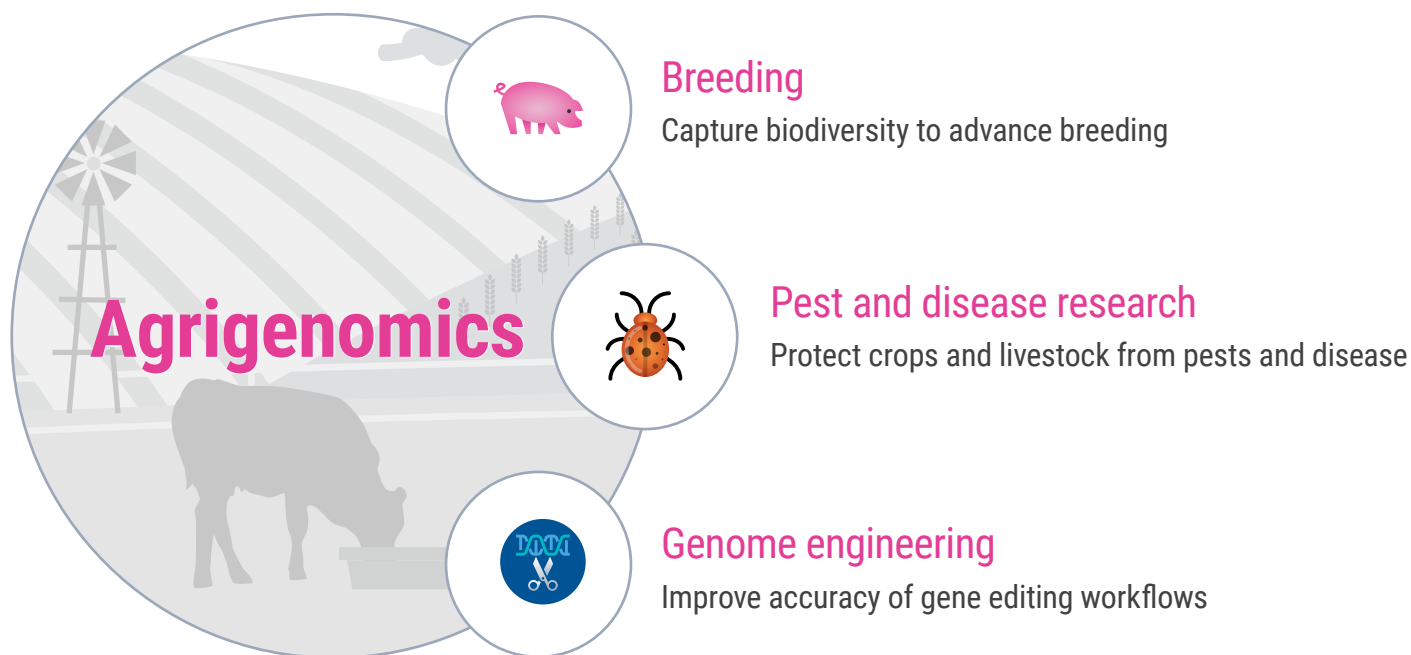 Breeding
Capture biodiversity to advance breeding
Agrigenomics
Pest and disease research
Protect crops and livestock from pests and disease
Genome engineering
Improve accuracy of gene editing workflows